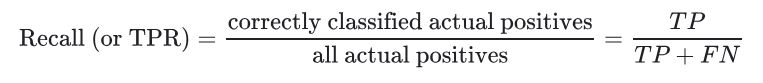 Recall (or TPR) = correctly classified actual positives / all actual positives = TP / TP + FN